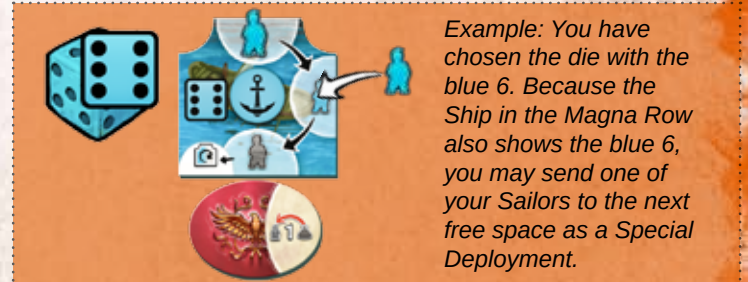 Example: You have
chosen the die with the
blue 6. Because the
Ship in the Magna Row
also shows the blue 6,
you may send one of
your Sailors to the next
free space as a Special
Deployment.
1